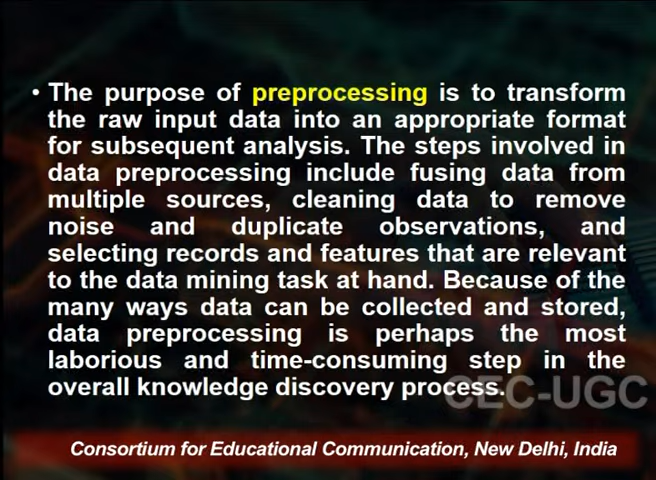 • The purpose of preprocessing is to transform
the raw input data into an appropriate format
for subsequent analysis. The steps involved in
data preprocessing include fusing data from
multiple sources, cleaning data to remove
noise and duplicate observations, and
selecting records and features that are relevant
to the data mining task at hand. Because of the
many ways data can be collected and stored,
data preprocessing is perhaps the most
laborious and time-consuming step in the
overall knowledge discovery process.
CEC-UGC
Consortium for Educational Communication, New Delhi, India